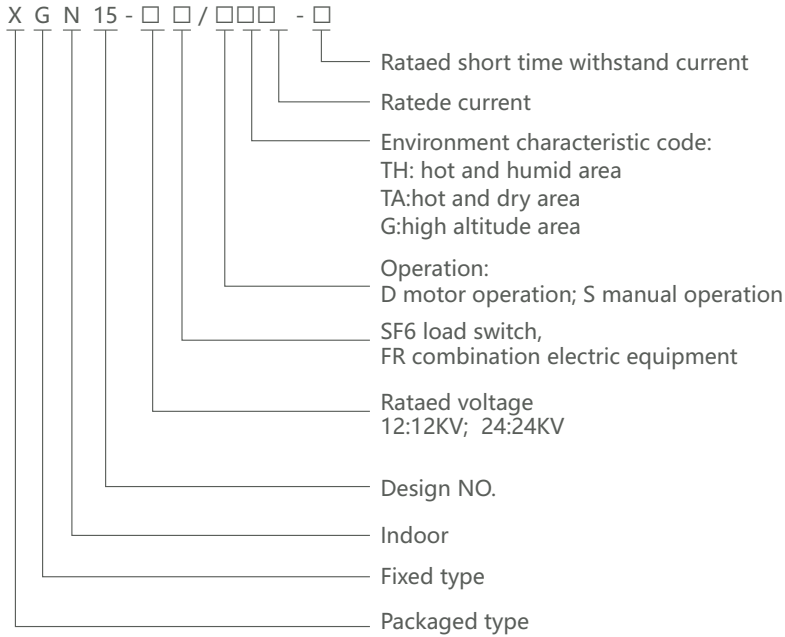 X G N 15 - □ □ / □□□ - □
Rataed short time withstand current
Ratede current
Environment characteristic code:
TH: hot and humid area
TA:hot and dry area
G:high altitude area
Operation:
D motor operation; S manual operation
SF6 load switch,
FR combination electric equipment
Rataed voltage
12:12KV; 24:24KV
Design NO.
Indoor
Fixed type
Packaged type